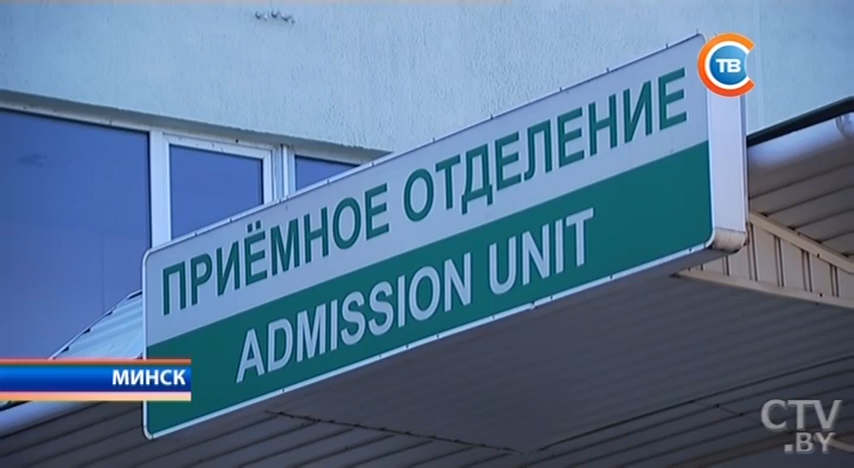 СТВ
ПРИЁМНОЕ ОТДЕЛЕНИЕ
ADMISSION UNIT
МИНСК
CTV
.BY